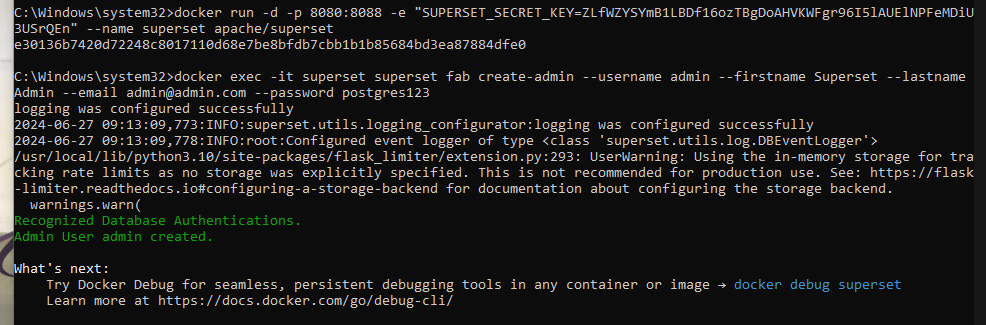 C:\Windows\system32>docker run -d -p 8080:8088 -e "SUPERSET_SECRET_KEY=ZLfWZYSYmB1LBDf16ozTBgDoAHVKWFgr96I5lAUElNPFeMDiU
3USrQEn" --name superset apache/superset
e30136b7420d72248c8017110d68e7be8bfdb7cbb1b1b85684bd3ea87884dfe0
C:\Windows\system32>docker exec -it superset superset fab create-admin --username admin --firstname Superset --lastname
Admin --email admin@admin.com --password postgres123
logging was configured successfully
2024-06-27 09:13:09,773:INFO:superset.utils.logging_configurator:logging was configured successfully
2024-06-27 09:13:09,778:INFO:root:Configured event logger of type <class 'superset.utils.log.DBEventLogger'>
/usr/local/lib/python3.10/site-packages/flask_limiter/extension.py:293: UserWarning: Using the in-memory storage for tra
cking rate limits as no storage was explicitly specified. This is not recommended for production use. See: https://flask
-limiter.readthedocs.io#configuring-a-storage-backend for documentation about configuring the storage backend.
warnings.warn(
Recognized Database Authentications.
Admin User admin created.
What's next:
Try Docker Debug for seamless, persistent debugging tools in any container or image → docker debug superset
Learn more at https://docs.docker.com/go/debug-cli/